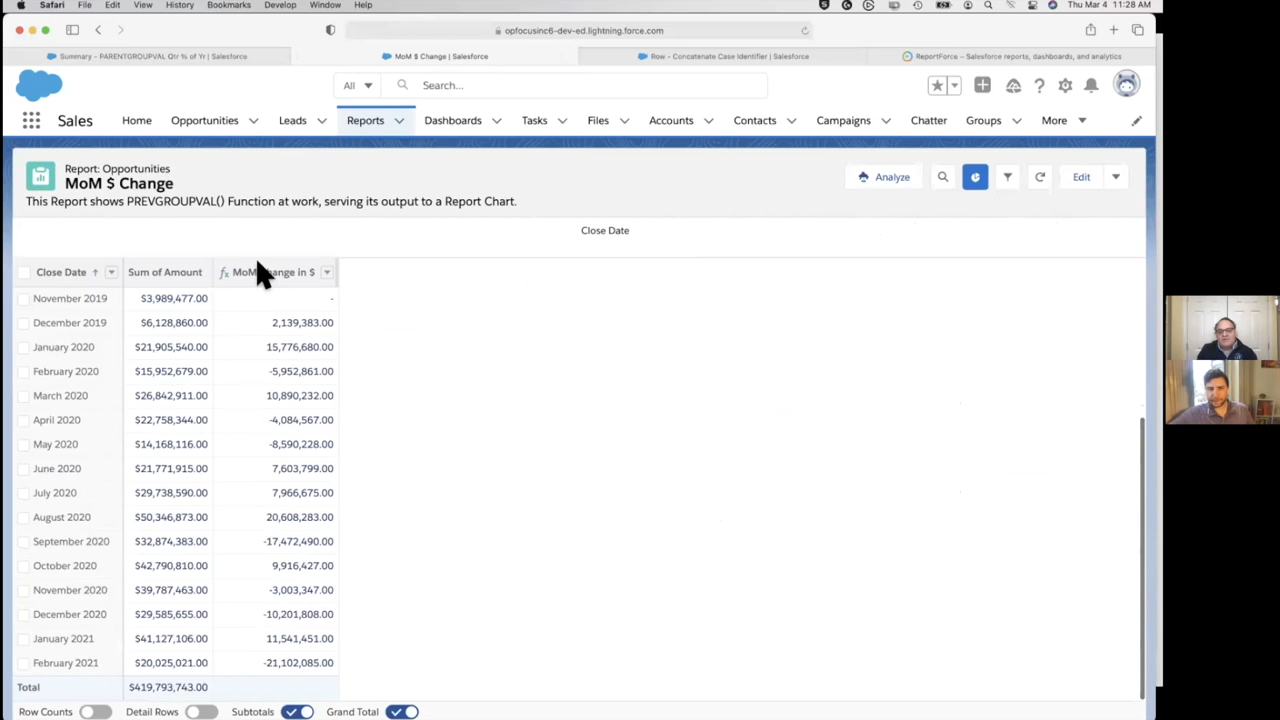 Safari File Edit View History Bookmarks Develop Window Help Thu Mar 4 11:28 AM
opfocusinc6-dev-ed.lightning.force.com
Summary - PARENTGROUPVAL Qtr % of Yr | Salesforce MoM $ Change | Salesforce Row - Concatenate Case Identifier | Salesforce ReportForce – Salesforce reports, dashboards, and analytics
All Search...
Sales Home Opportunities Leads Reports Dashboards Tasks Files Accounts Contacts Campaigns Chatter Groups More
Report: Opportunities
MoM $ Change
Analyze Edit
This Report shows PREVGROUPVAL() Function at work, serving its output to a Report Chart.
Close Date
Close Date ↑ Sum of Amount fx MoM Change in $
November 2019 $3,989,477.00 -
December 2019 $6,128,860.00 2,139,383.00
January 2020 $21,905,540.00 15,776,680.00
February 2020 $15,952,679.00 -5,952,861.00
March 2020 $26,842,911.00 10,890,232.00
April 2020 $22,758,344.00 -4,084,567.00
May 2020 $14,168,116.00 -8,590,228.00
June 2020 $21,771,915.00 7,603,799.00
July 2020 $29,738,590.00 7,966,675.00
August 2020 $50,346,873.00 20,608,283.00
September 2020 $32,874,383.00 -17,472,490.00
October 2020 $42,790,810.00 9,916,427.00
November 2020 $39,787,463.00 -3,003,347.00
December 2020 $29,585,655.00 -10,201,808.00
January 2021 $41,127,106.00 11,541,451.00
February 2021 $20,025,021.00 -21,102,085.00
Total $419,793,743.00
Row Counts Detail Rows Subtotals Grand Total